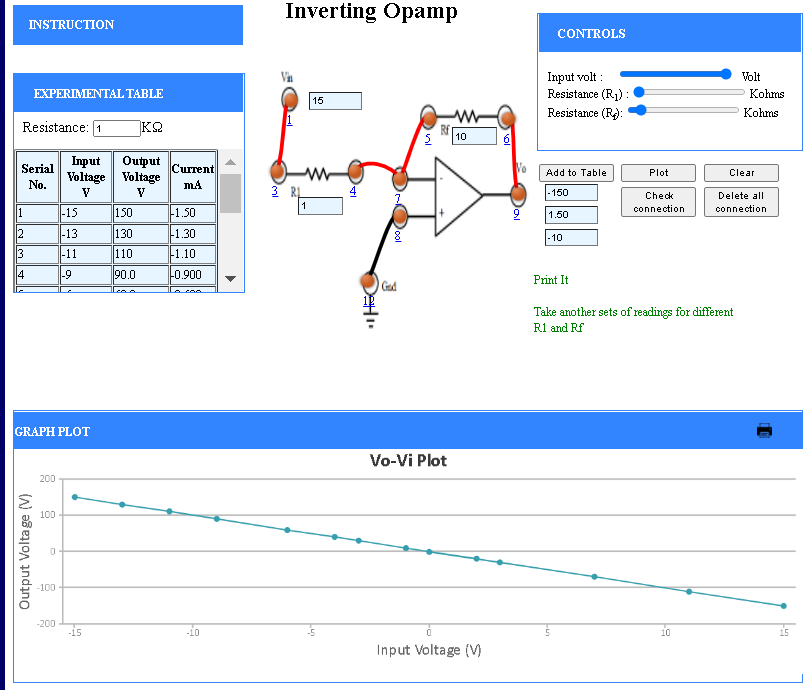 INSTRUCTION
Inverting Opamp
CONTROLS
EXPERIMENTAL TABLE
Resistance: 1 KΩ
Serial No. Input Voltage V Output Voltage V Current mA
1 -15 150 -1.50
2 -13 130 -1.30
3 -11 110 -1.10
4 -9 90.0 -0.900
Vin
15
1
3
R1
1
4
5
Rf
10
6
7
8
-
+
Vo
9
Gnd
12
Input volt : Volt
Resistance (R1) : Kohms
Resistance (Rf): Kohms
Add to Table Plot Clear
-150
1.50
-10
Check connection
Delete all connection
Print It
Take another sets of readings for different
R1 and Rf
GRAPH PLOT
Vo-Vi Plot
Output Voltage (V)
200
100
0
-100
-200
-15 -10 -5 0 5 10 15
Input Voltage (V)